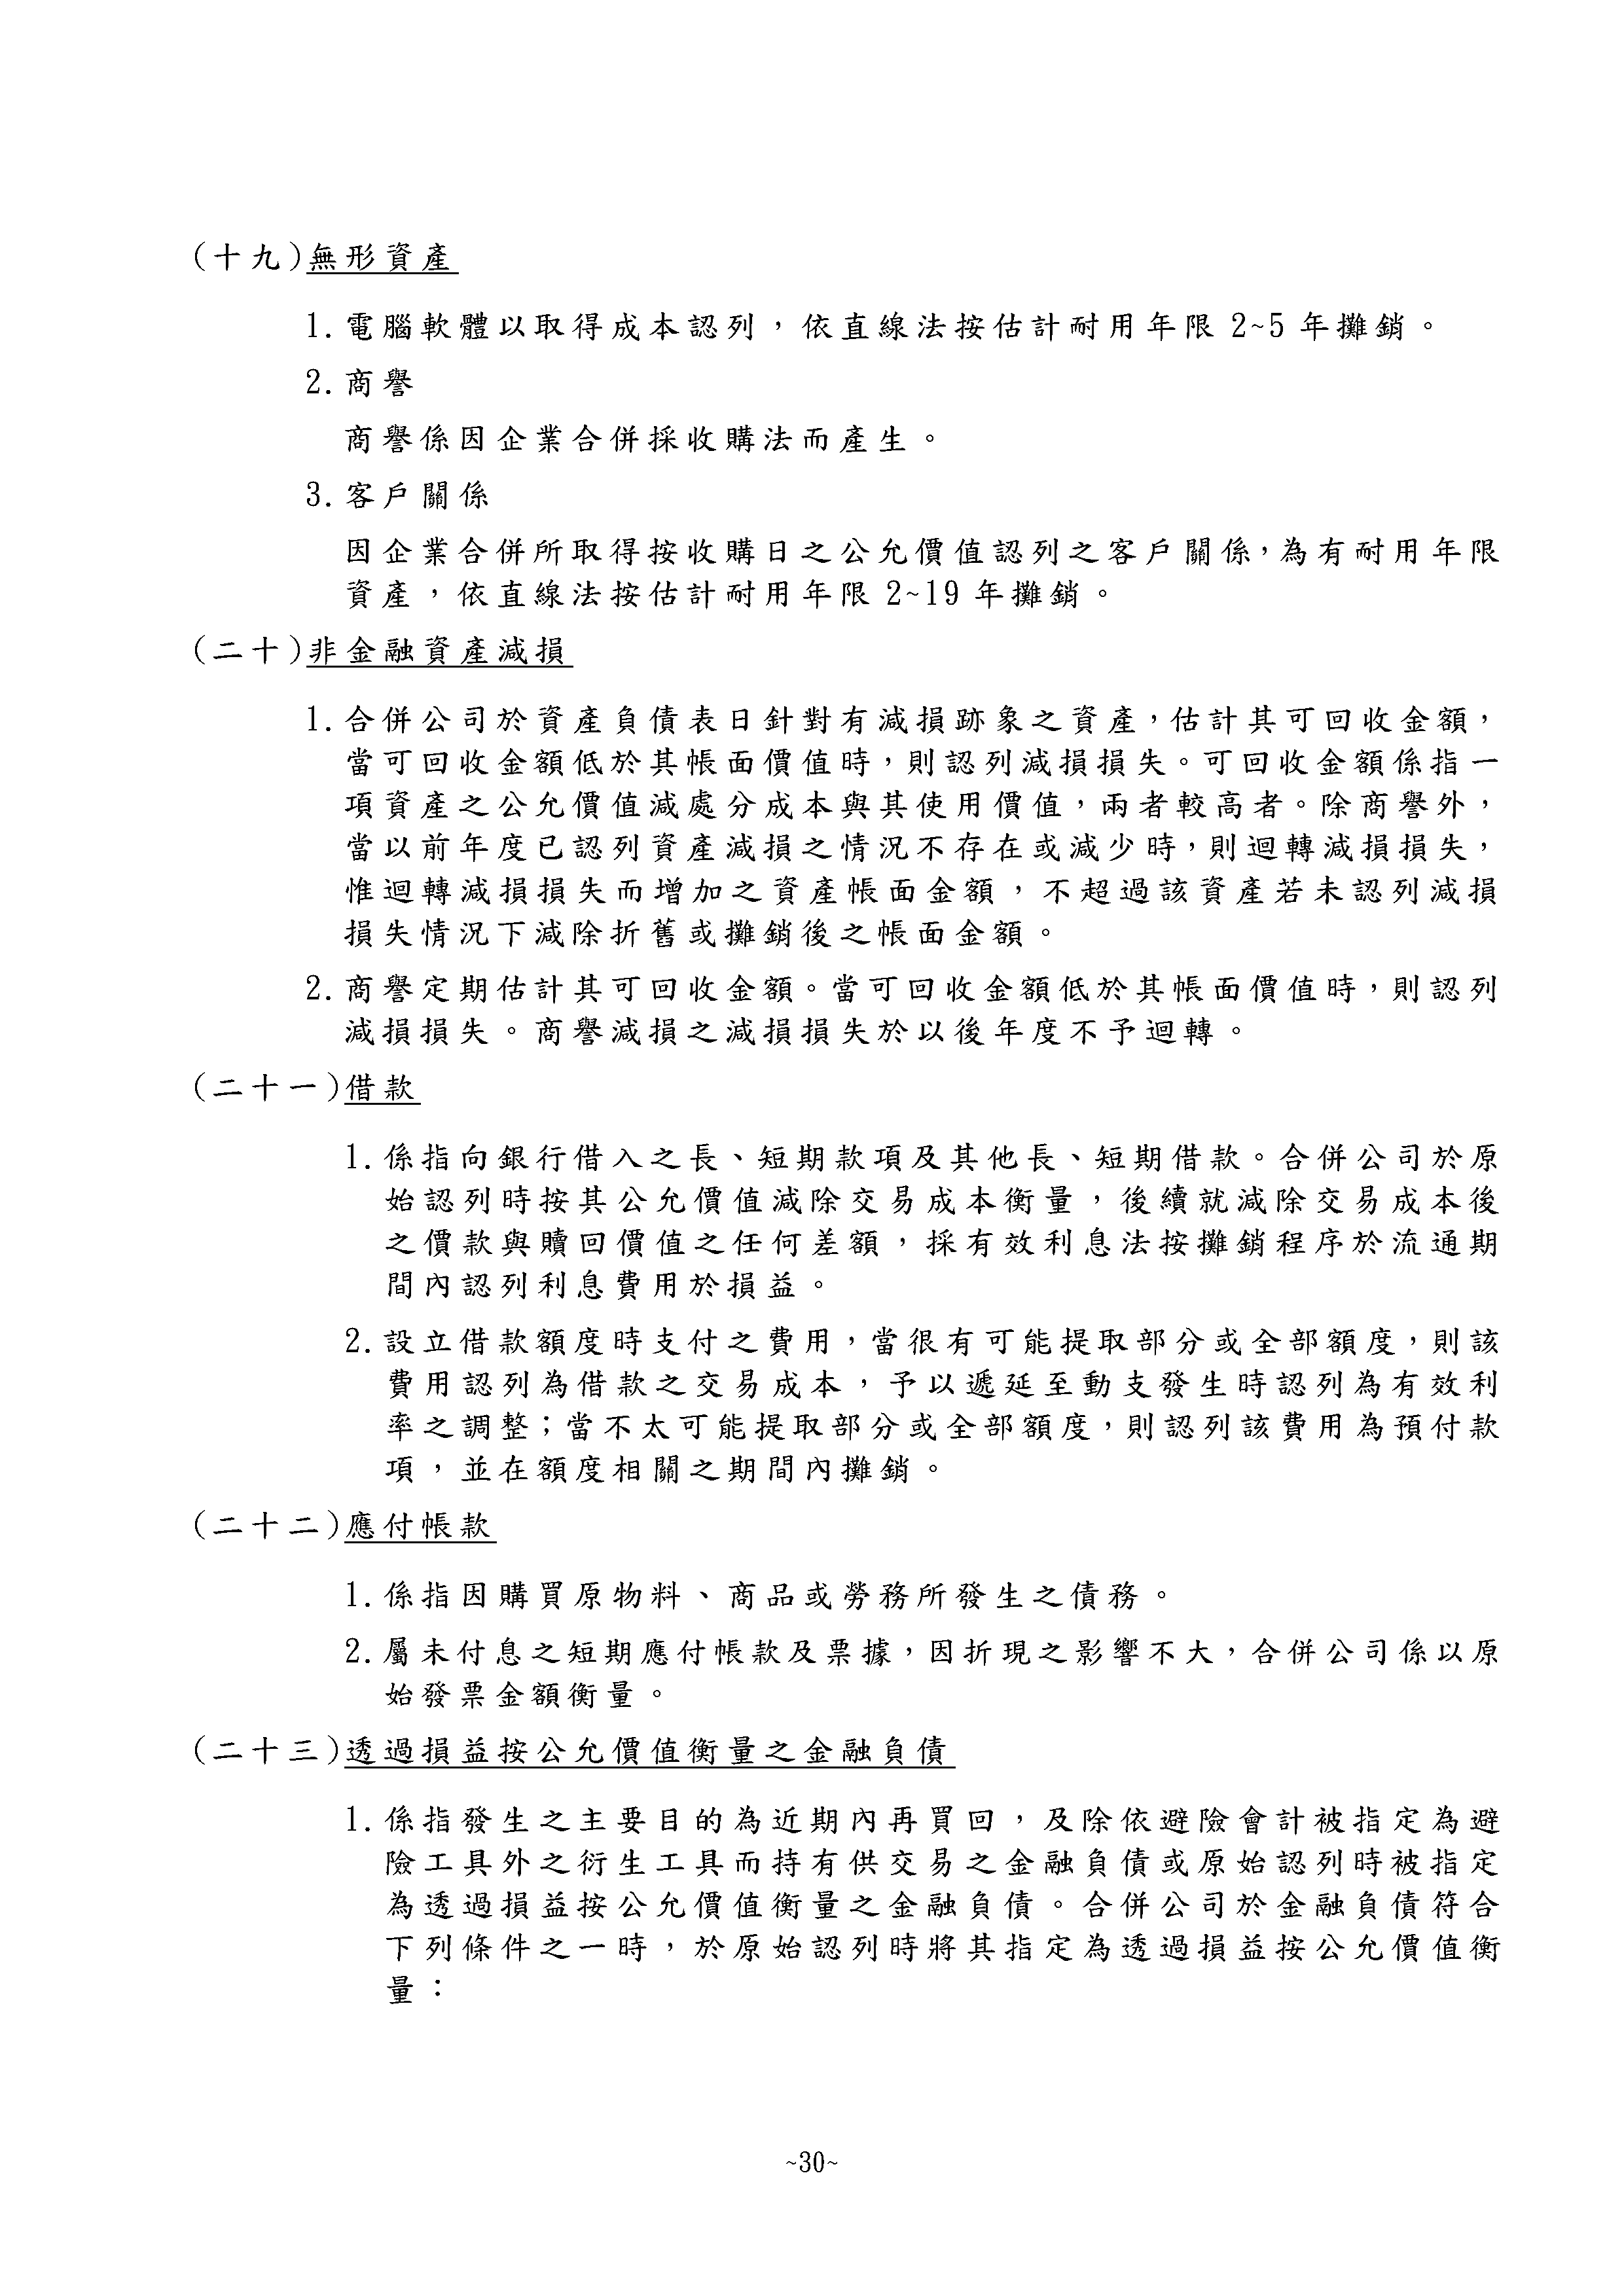 (十九)無形資產
1.電腦軟體以取得成本認列，依直線法按估計耐用年限 2~5 年攤銷。
2.商譽
商譽係因企業合併採收購法而產生。
3.客戶關係
因企業合併所取得按收購日之公允價值認列之客戶關係，為有耐用年限
資產，依直線法按估計耐用年限 2~19 年攤銷。
(二十)非金融資產減損
1.合併公司於資產負債表日針對有減損跡象之資產，估計其可回收金額，
當可回收金額低於其帳面價值時，則認列減損損失。可回收金額係指一
項資產之公允價值減處分成本與其使用價值，兩者較高者。除商譽外，
當以前年度已認列資產減損之情況不存在或減少時，則迴轉減損損失，
惟迴轉減損損失而增加之資產帳面金額，不超過該資產若未認列減損
損失情況下減除折舊或攤銷後之帳面金額。
2.商譽定期估計其可回收金額。當可回收金額低於其帳面價值時，則認列
減損損失。商譽減損之減損損失於以後年度不予迴轉。
(二十一)借款
1.係指向銀行借入之長、短期款項及其他長、短期借款。合併公司於原
始認列時按其公允價值減除交易成本衡量，後續就減除交易成本後
之價款與贖回價值之任何差額，採有效利息法按攤銷程序於流通期
間內認列利息費用於損益。
2.設立借款額度時支付之費用，當很有可能提取部分或全部額度，則該
費用認列為借款之交易成本，予以遞延至動支發生時認列為有效利
率之調整；當不太可能提取部分或全部額度，則認列該費用為預付款
項，並在額度相關之期間內攤銷。
(二十二)應付帳款
1.係指因購買原物料、商品或勞務所發生之債務。
2.屬未付息之短期應付帳款及票據，因折現之影響不大，合併公司係以原
始發票金額衡量。
(二十三)透過損益按公允價值衡量之金融負債
1.係指發生之主要目的為近期內再買回，及除依避險會計被指定為避
險工具外之衍生工具而持有供交易之金融負債或原始認列時被指定
為透過損益按公允價值衡量之金融負債。合併公司於金融負債符合
下列條件之一時，於原始認列時將其指定為透過損益按公允價值衡
量：
~30~